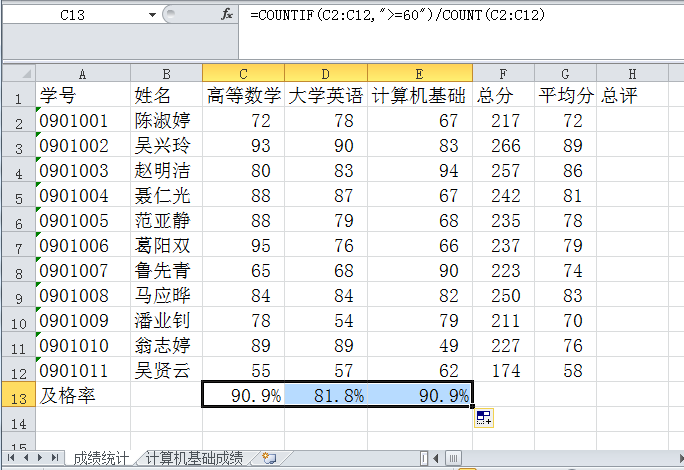 C13 fx =COUNTIF(C2:C12,">=60")/COUNT(C2:C12)
A B C D E F G H
1 学号 姓名 高等数学 大学英语 计算机基础 总分 平均分 总评
2 0901001 陈淑婷 72 78 67 217 72
3 0901002 吴兴玲 93 90 83 266 89
4 0901003 赵明洁 80 83 94 257 86
5 0901004 聂仁光 88 87 67 242 81
6 0901005 范亚静 88 79 68 235 78
7 0901006 葛阳双 95 76 66 237 79
8 0901007 鲁先青 65 68 90 223 74
9 0901008 马应晔 84 84 82 250 83
10 0901009 潘业钊 78 54 79 211 70
11 0901010 翁志婷 89 89 49 227 76
12 0901011 吴贤云 55 57 62 174 58
13 及格率 90.9% 81.8% 90.9%
14
15
成绩统计 计算机基础成绩